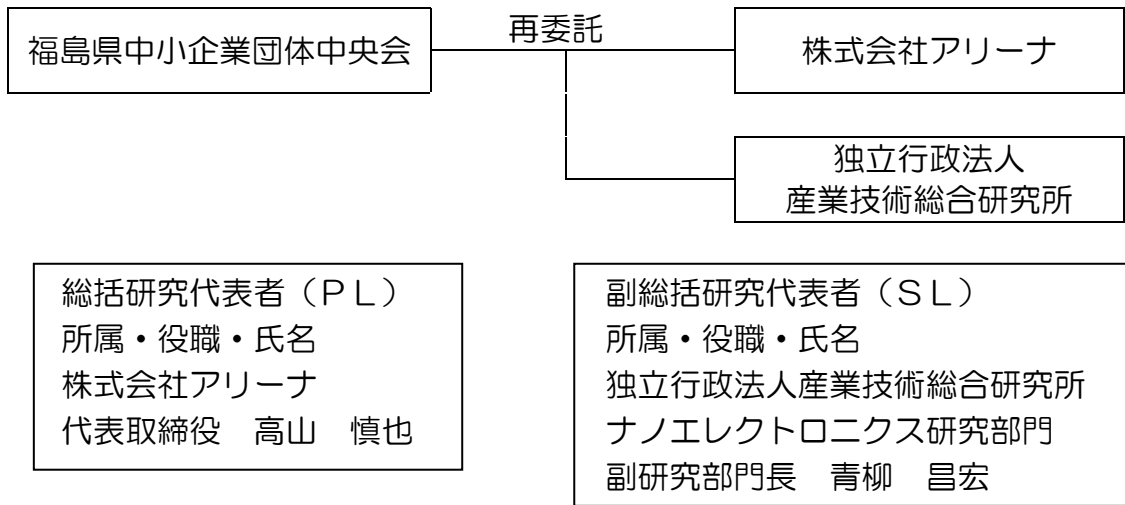 福島県中小企業団体中央会
再委託
株式会社アリーナ
独立行政法人
産業技術総合研究所
総括研究代表者（ＰＬ）
所属・役職・氏名
株式会社アリーナ
代表取締役　高山　慎也
副総括研究代表者（ＳＬ）
所属・役職・氏名
独立行政法人産業技術総合研究所
ナノエレクトロニクス研究部門
副研究部門長　青柳　昌宏